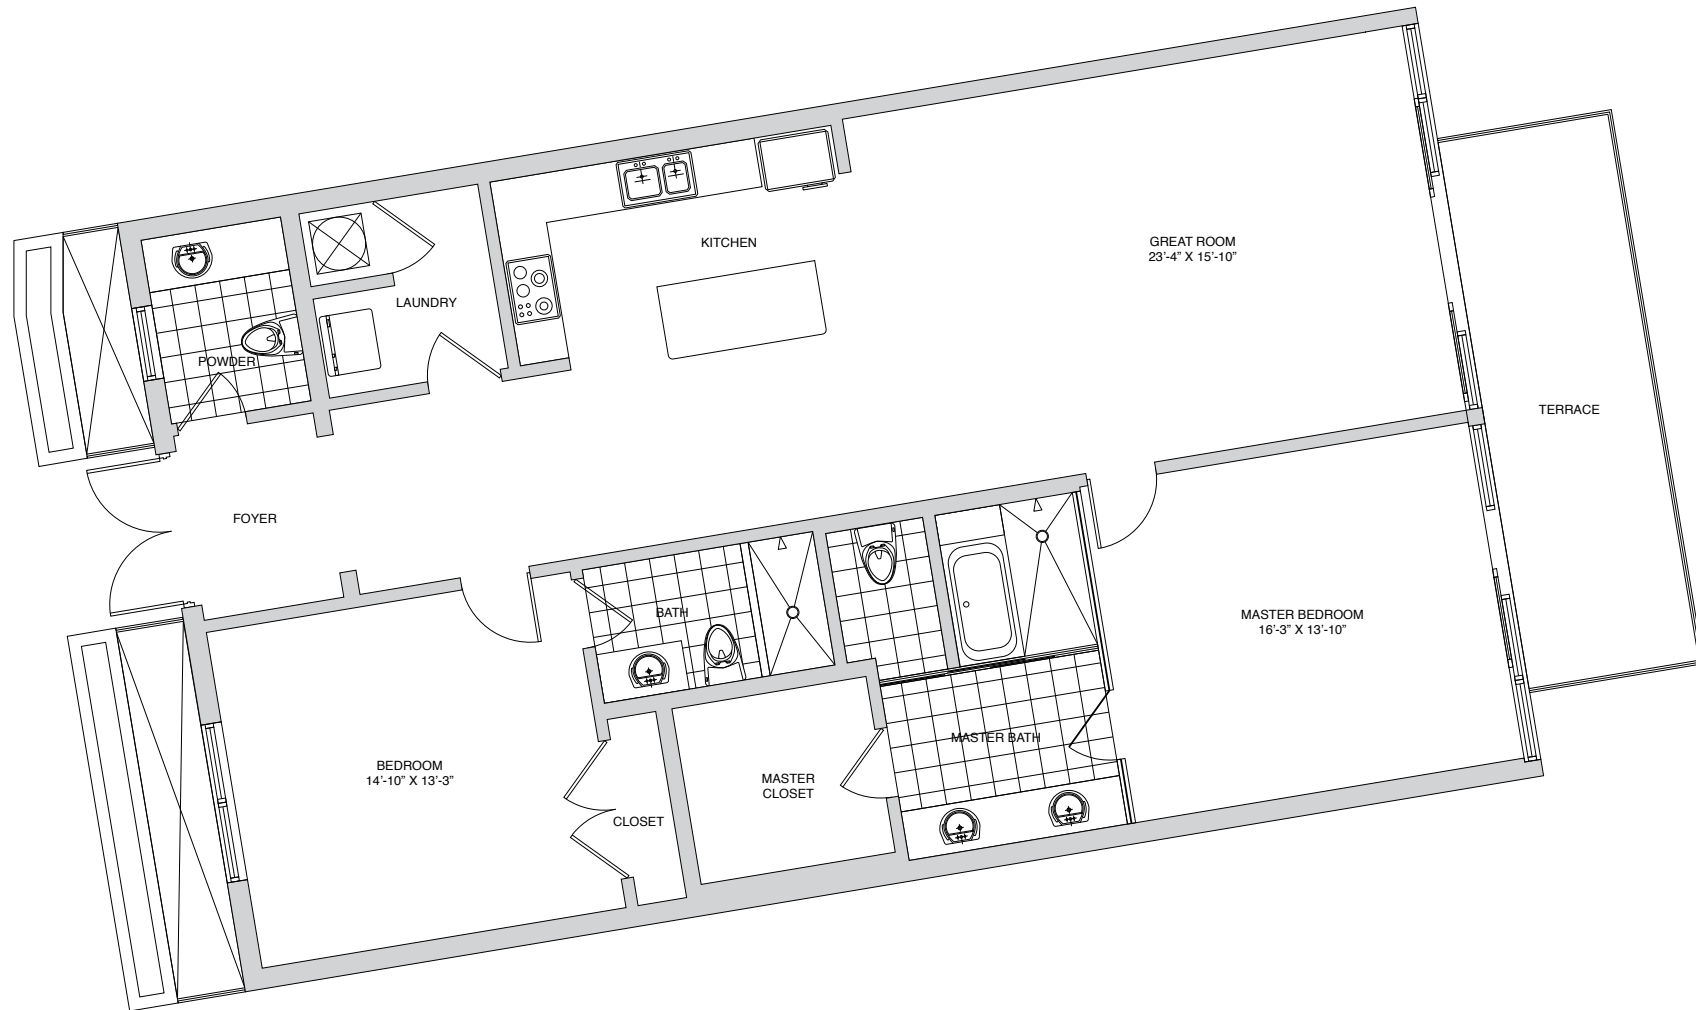 KITCHEN
GREAT ROOM
23'-4" X 15'-10"
LAUNDRY
POWDER
TERRACE
FOYER
BATH
MASTER BEDROOM
16'-3" X 13'-10"
MASTER BATH
BEDROOM
14'-10" X 13'-3"
MASTER
CLOSET
CLOSET